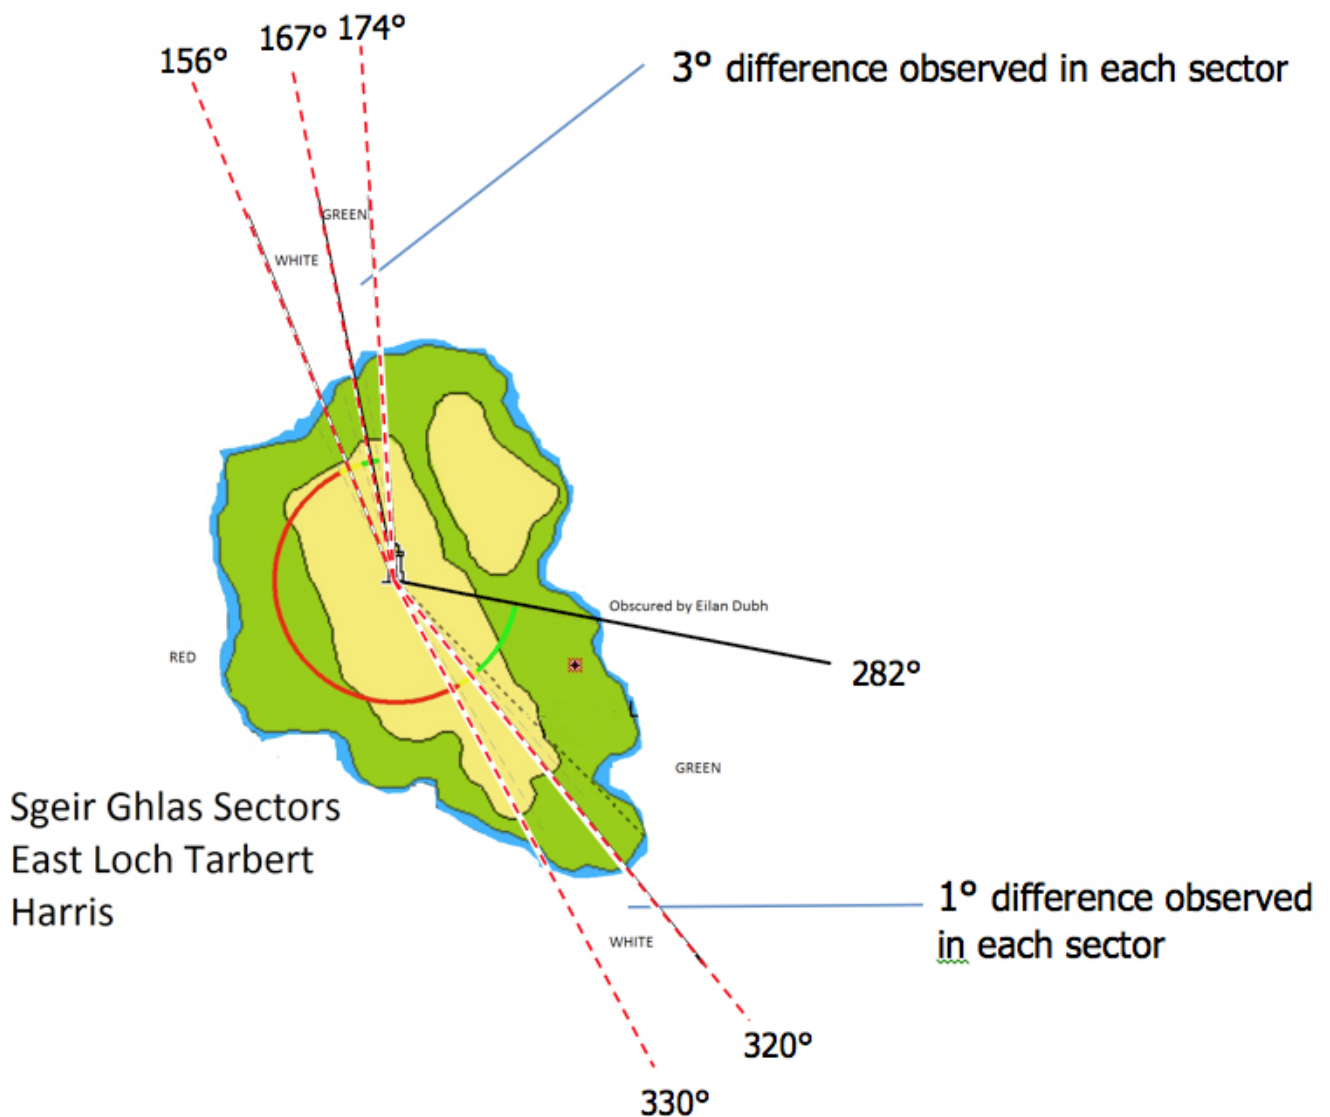 156°
167°
174°
3° difference observed in each sector
GREEN
WHITE
Obscured by Eilan Dubh
RED
282°
GREEN
Sgeir Ghlas Sectors
East Loch Tarbert
Harris
1° difference observed
in each sector
WHITE
320°
330°